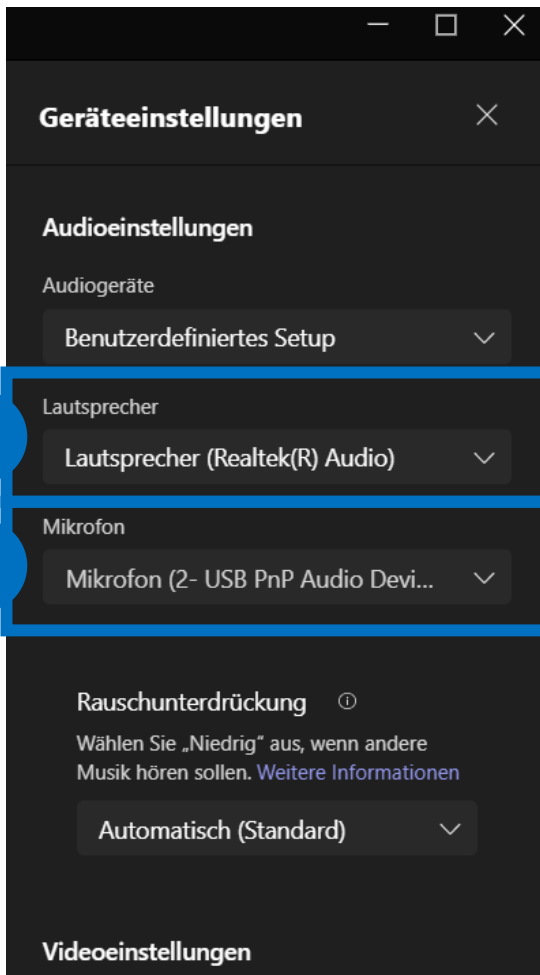 Geräteeinstellungen
Audioeinstellungen
Audiogeräte
Benutzerdefiniertes Setup
Lautsprecher
Lautsprecher (Realtek(R) Audio)
Mikrofon
Mikrofon (2- USB PnP Audio Devi...
Rauschunterdrückung
Wählen Sie „Niedrig“ aus, wenn andere
Musik hören sollen. Weitere Informationen
Automatisch (Standard)
Videoeinstellungen